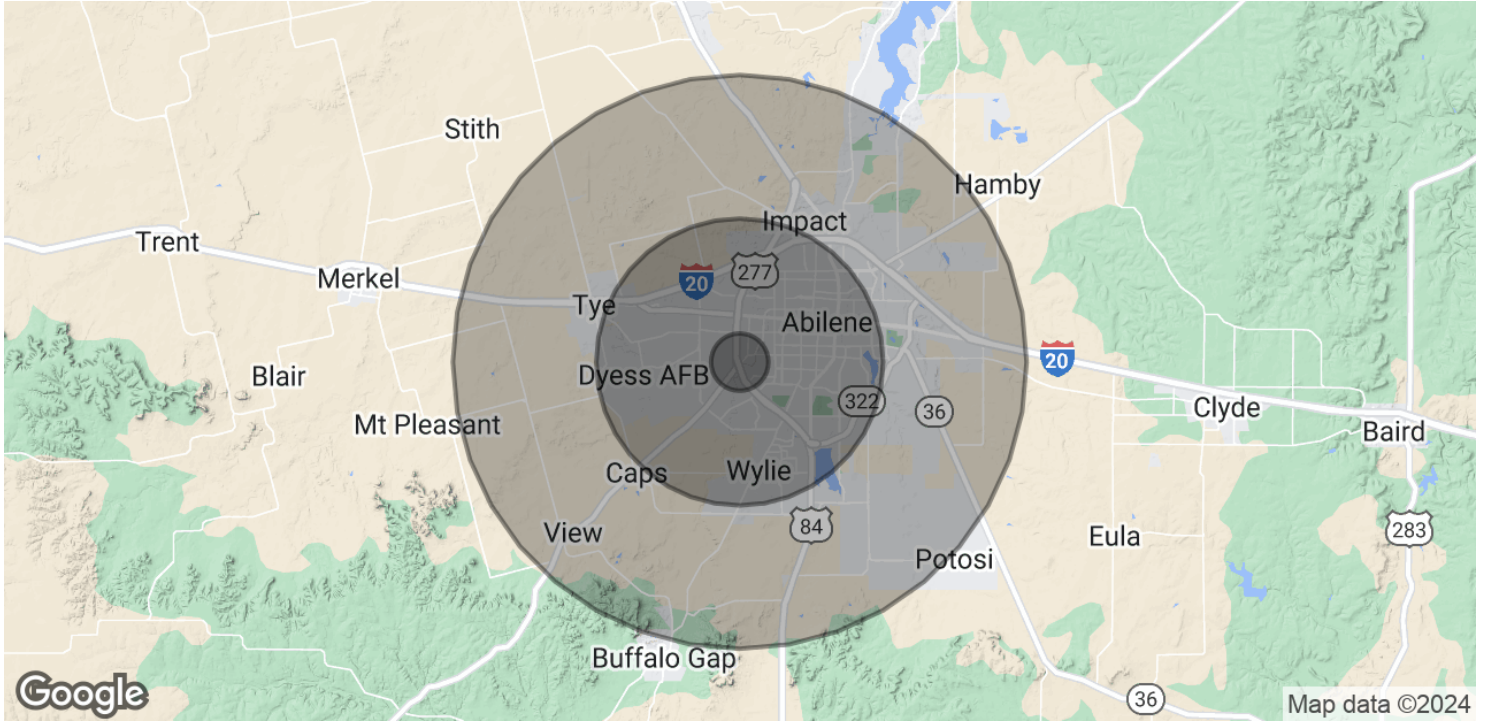 Stith
Hamby
Impact
Trent
277
Merkel
20
Tye
Abilene
20
Blair
Dyess AFB
322
36
Clyde
Mt Pleasant
Baird
Caps
Wylie
84
View
Eula
283
Potosi
Buffalo Gap
Google
36
Map data ©2024